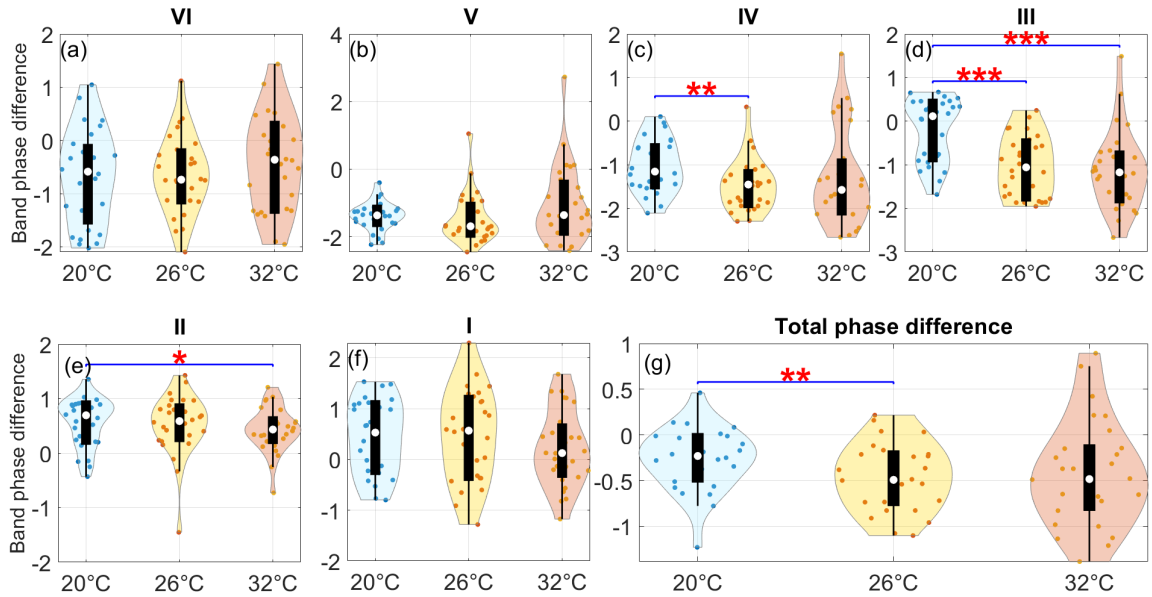 VI
V
IV
III
(a)
(b)
(c)
(d)
**
***
***
Band phase difference
2
1
0
-1
-2
4
2
0
-2
2
1
0
-1
-2
-3
2
1
0
-1
-2
-3
20°C
26°C
32°C
20°C
26°C
32°C
20°C
26°C
32°C
20°C
26°C
32°C
II
I
Total phase difference
(e)
(f)
(g)
*
**
Band phase difference
2
1
0
-1
-2
2
1
0
-1
-2
1
0.5
0
-0.5
-1
20°C
26°C
32°C
20°C
26°C
32°C
20°C
26°C
32°C